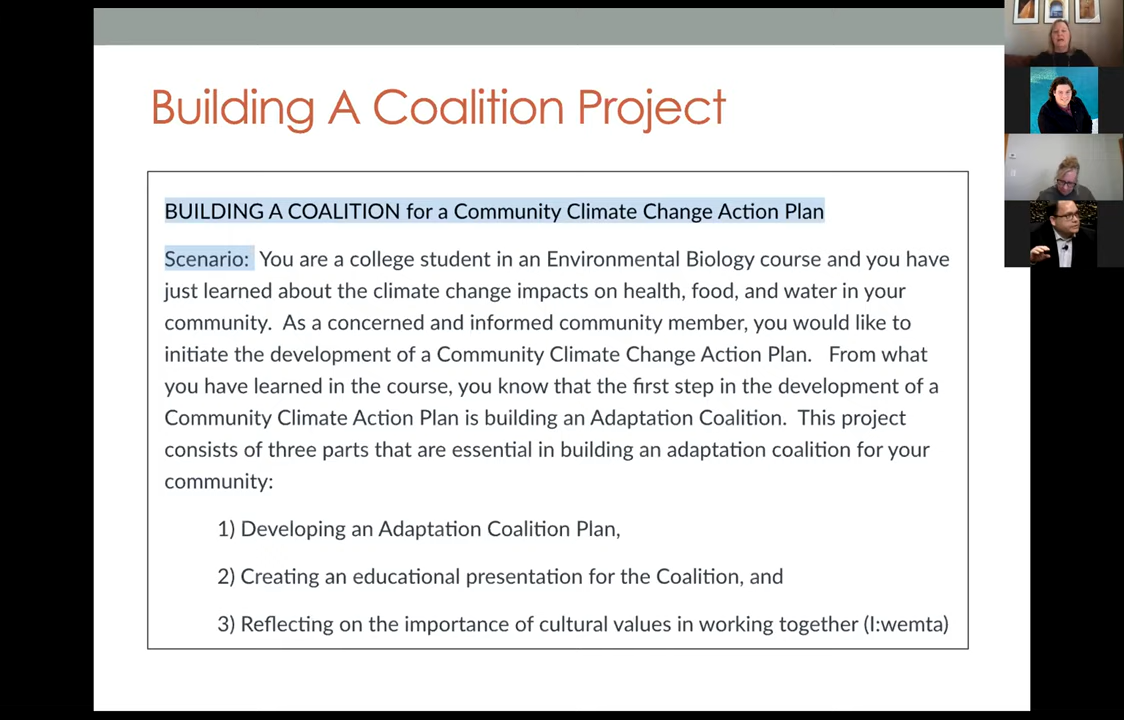 Building A Coalition Project
BUILDING A COALITION for a Community Climate Change Action Plan
Scenario: You are a college student in an Environmental Biology course and you have
just learned about the climate change impacts on health, food, and water in your
community. As a concerned and informed community member, you would like to
initiate the development of a Community Climate Change Action Plan. From what
you have learned in the course, you know that the first step in the development of a
Community Climate Action Plan is building an Adaptation Coalition. This project
consists of three parts that are essential in building an adaptation coalition for your
community:
1) Developing an Adaptation Coalition Plan,
2) Creating an educational presentation for the Coalition, and
3) Reflecting on the importance of cultural values in working together (I:wemta)